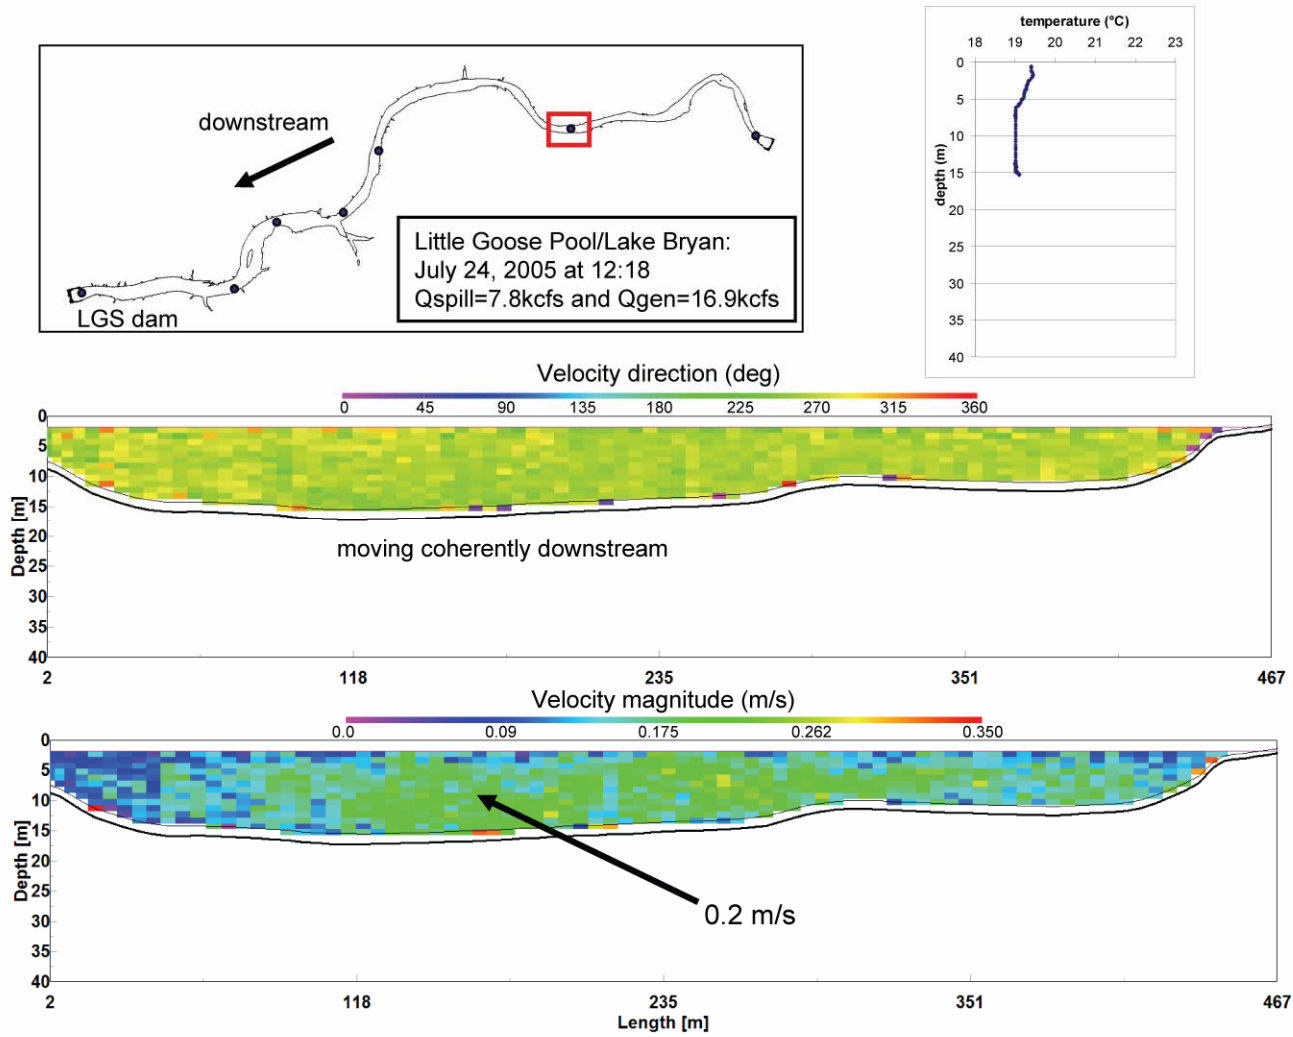 temperature (°C)
18 19 20 21 22 23
0
5
10
15
20
25
30
35
40
depth (m)
downstream
Little Goose Pool/Lake Bryan:
July 24, 2005 at 12:18
Qspill=7.8kcfs and Qgen=16.9kcfs
LGS dam
Velocity direction (deg)
0 45 90 135 180 225 270 315 360
0
5
10
15
20
25
30
35
40
Depth [m]
moving coherently downstream
2 118 235 351 467
Velocity magnitude (m/s)
0.0 0.09 0.175 0.262 0.350
0
5
10
15
20
25
30
35
40
Depth [m]
0.2 m/s
2 118 235 351 467
Length [m]